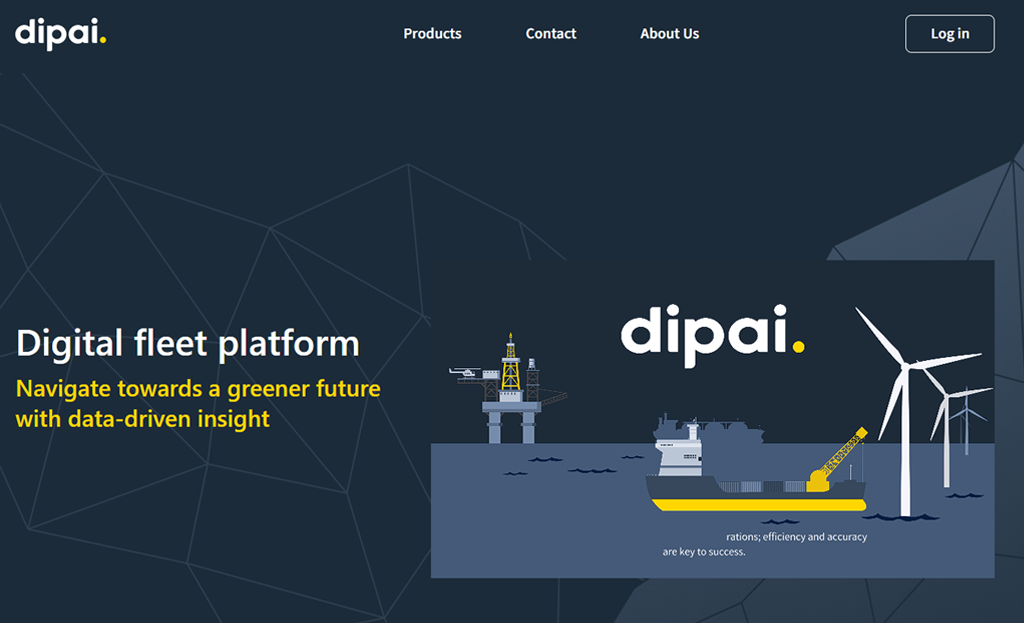 dipai.
Products
Contact
About Us
Log in
Digital fleet platform
Navigate towards a greener future
with data-driven insight
dipai.
rations; efficiency and accuracy
are key to success.